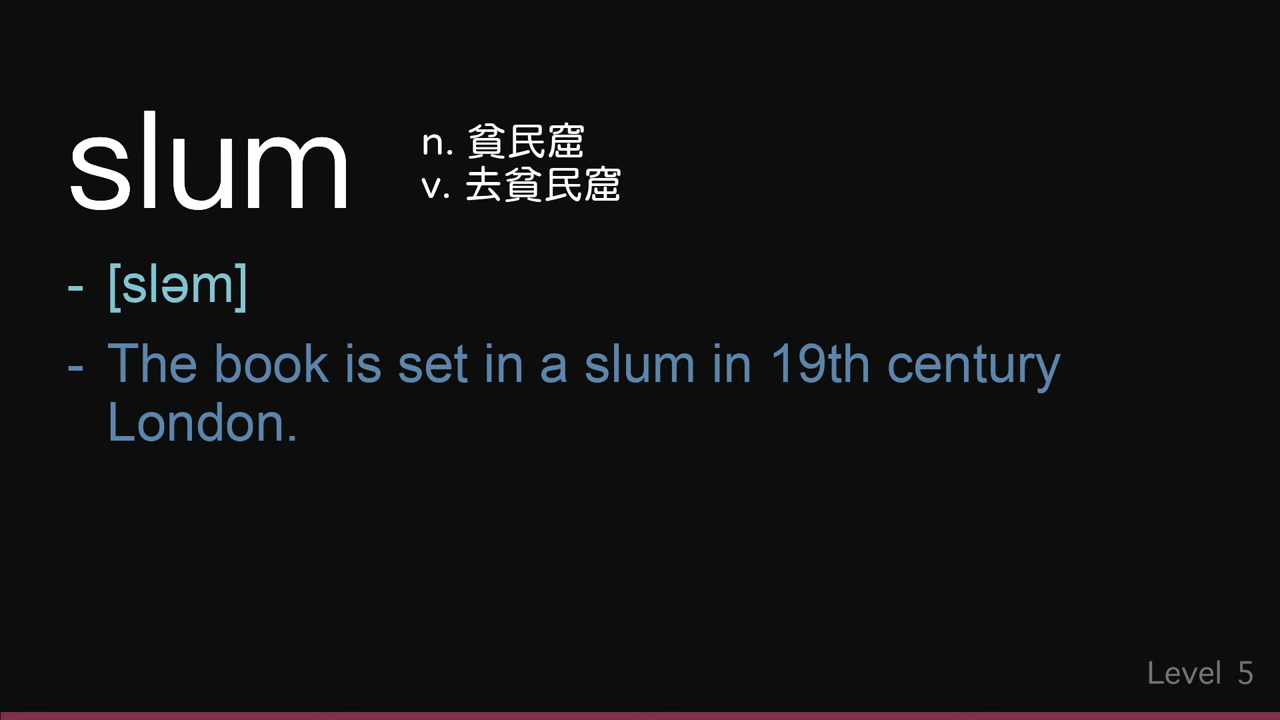 slum
n. 貧民窟
v. 去貧民窟
- [sləm]
- The book is set in a slum in 19th century
London.
Level 5